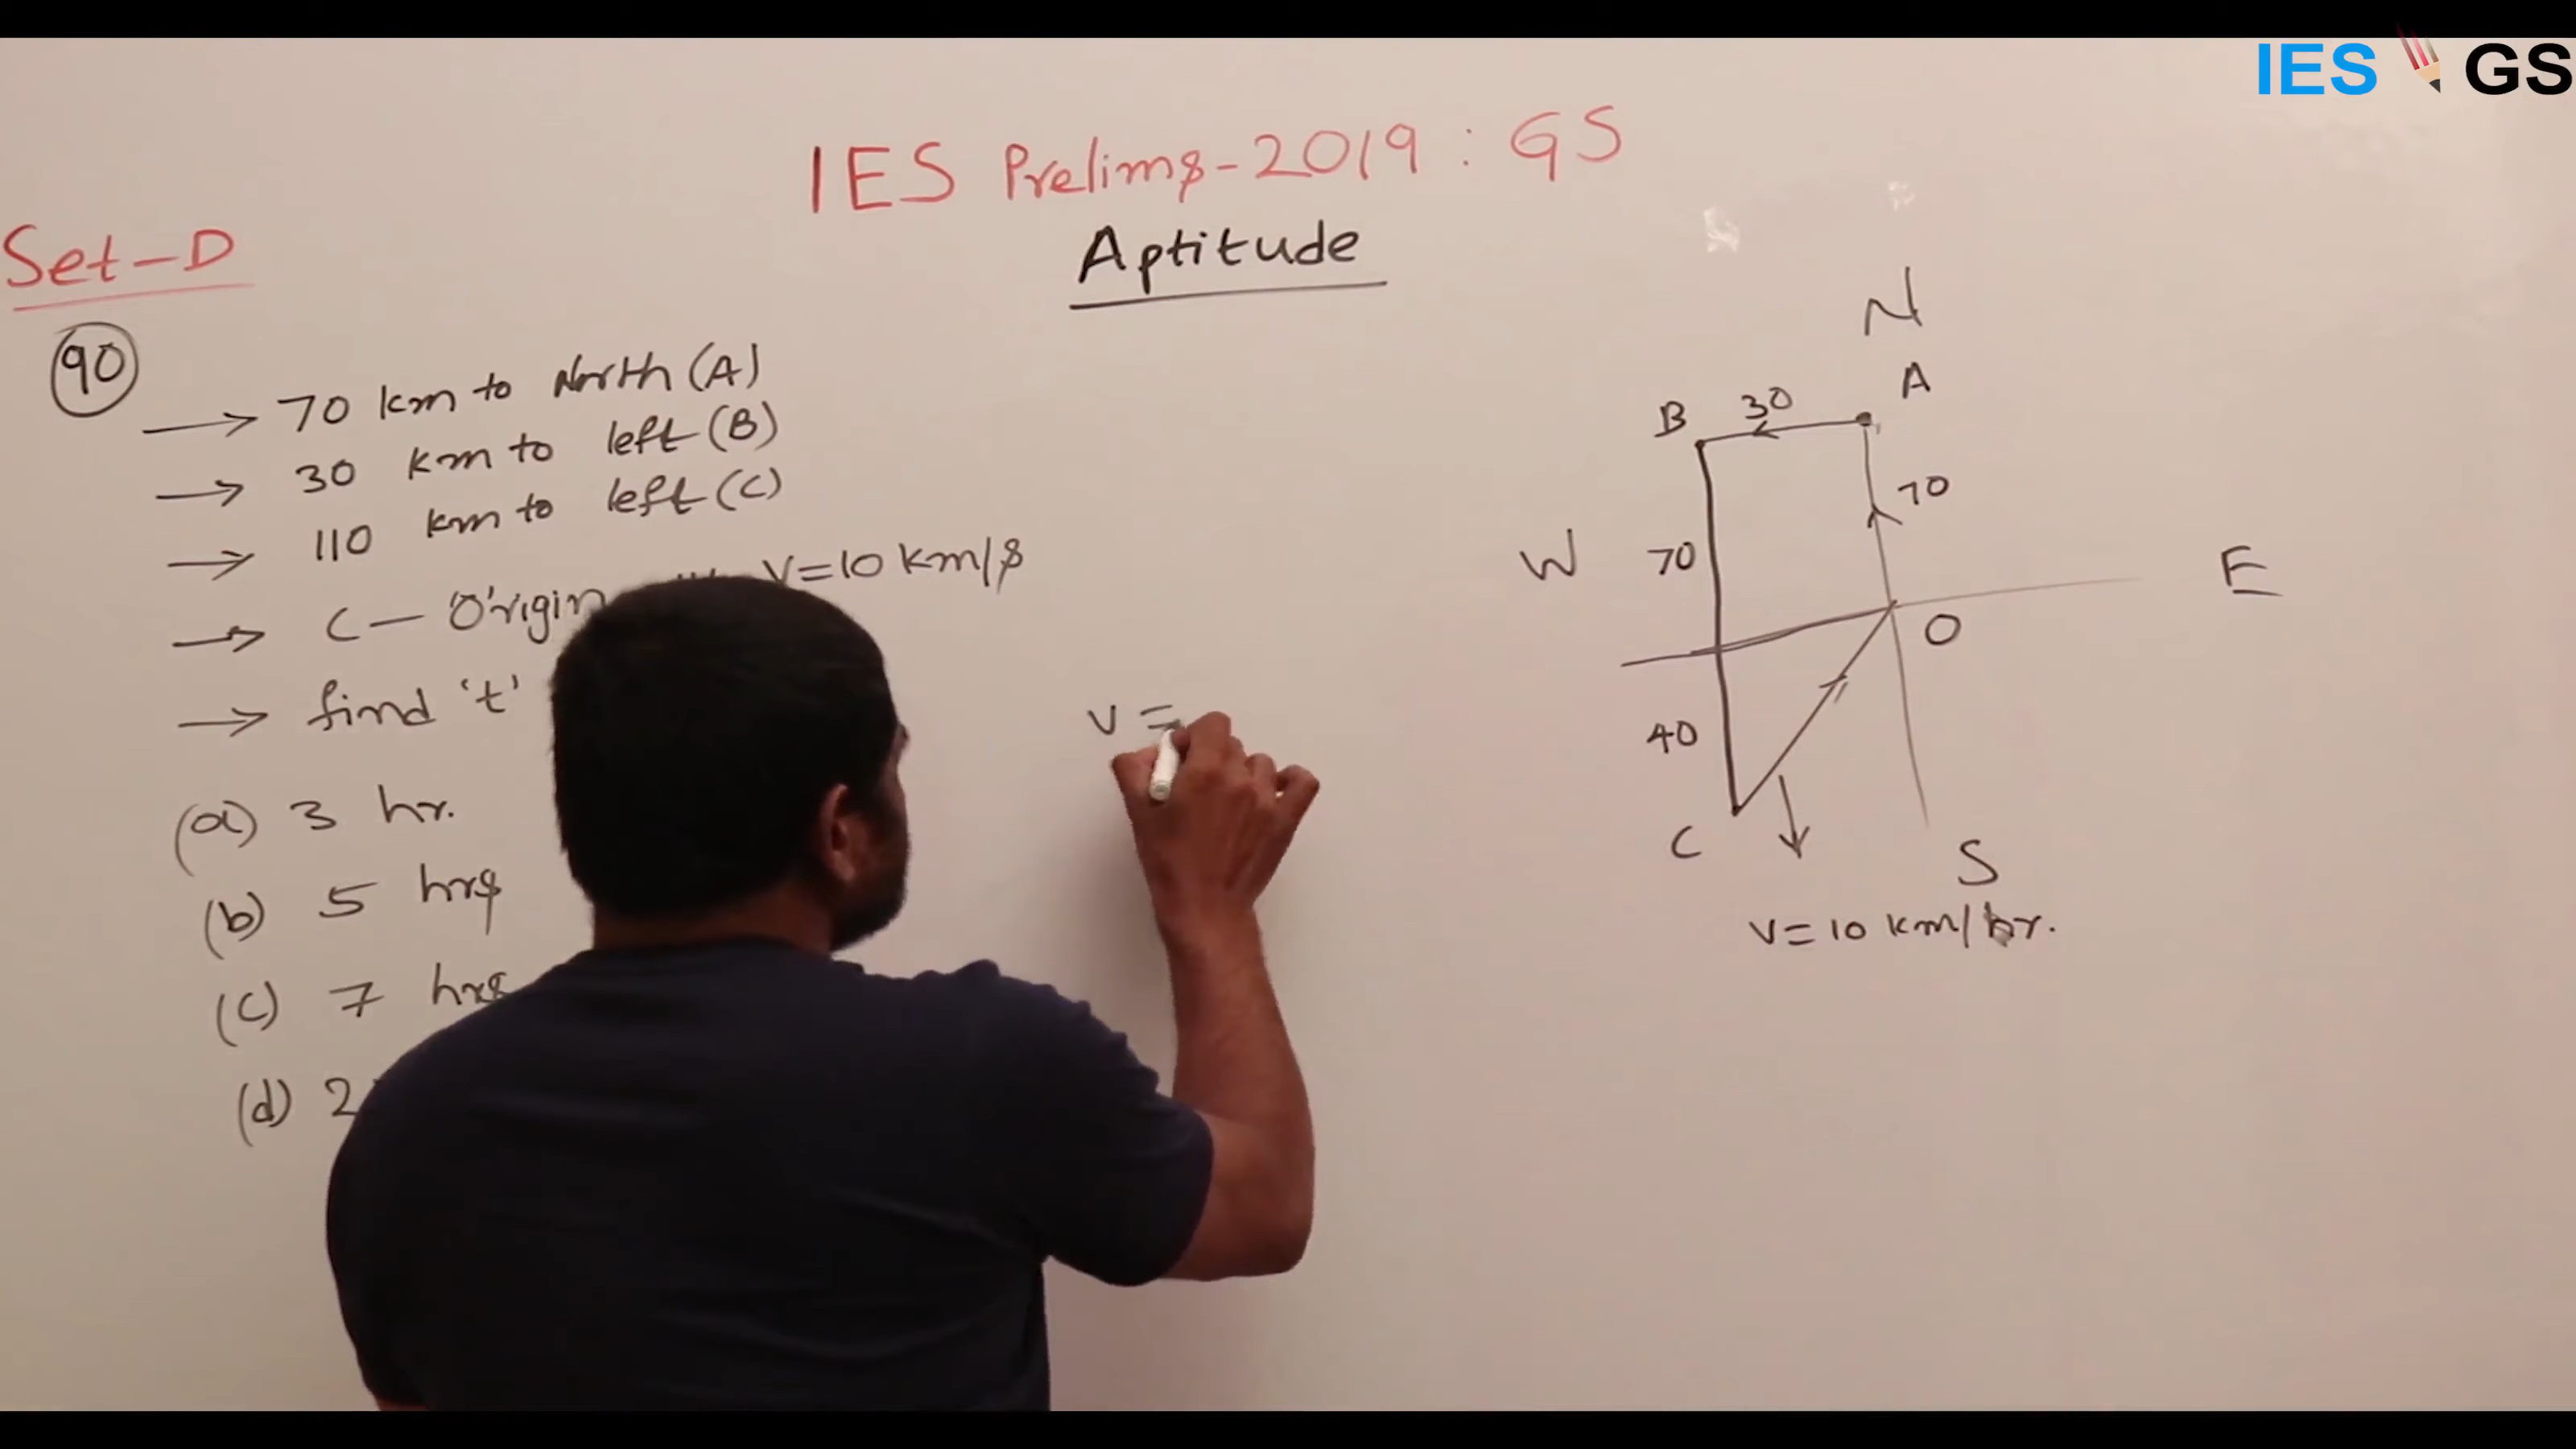 IES GS
IES Prelims-2019 : GS
Aptitude
Set-D
90
→ 70 km to North (A)
→ 30 km to left (B)
→ 110 km to left (C)
→ C — 'O'rigin V=10 km/s
→ find 't'
(a) 3 hr.
(b) 5 hrs
(c) 7 hrs
(d) 2
V =
N
A
B 30
70
W 70 E
O
40
C
S
V=10 km/hr.